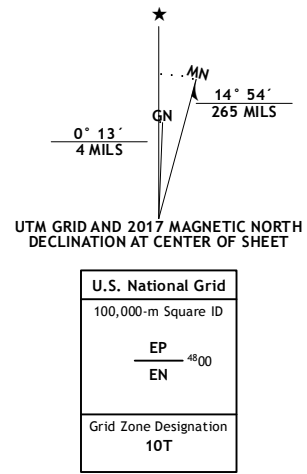 ★
MN
14° 54´
265 MILS
GN
0° 13´
4 MILS
UTM GRID AND 2017 MAGNETIC NORTH
DECLINATION AT CENTER OF SHEET
U.S. National Grid
100,000-m Square ID
EP
⁴⁸00
EN
Grid Zone Designation
10T